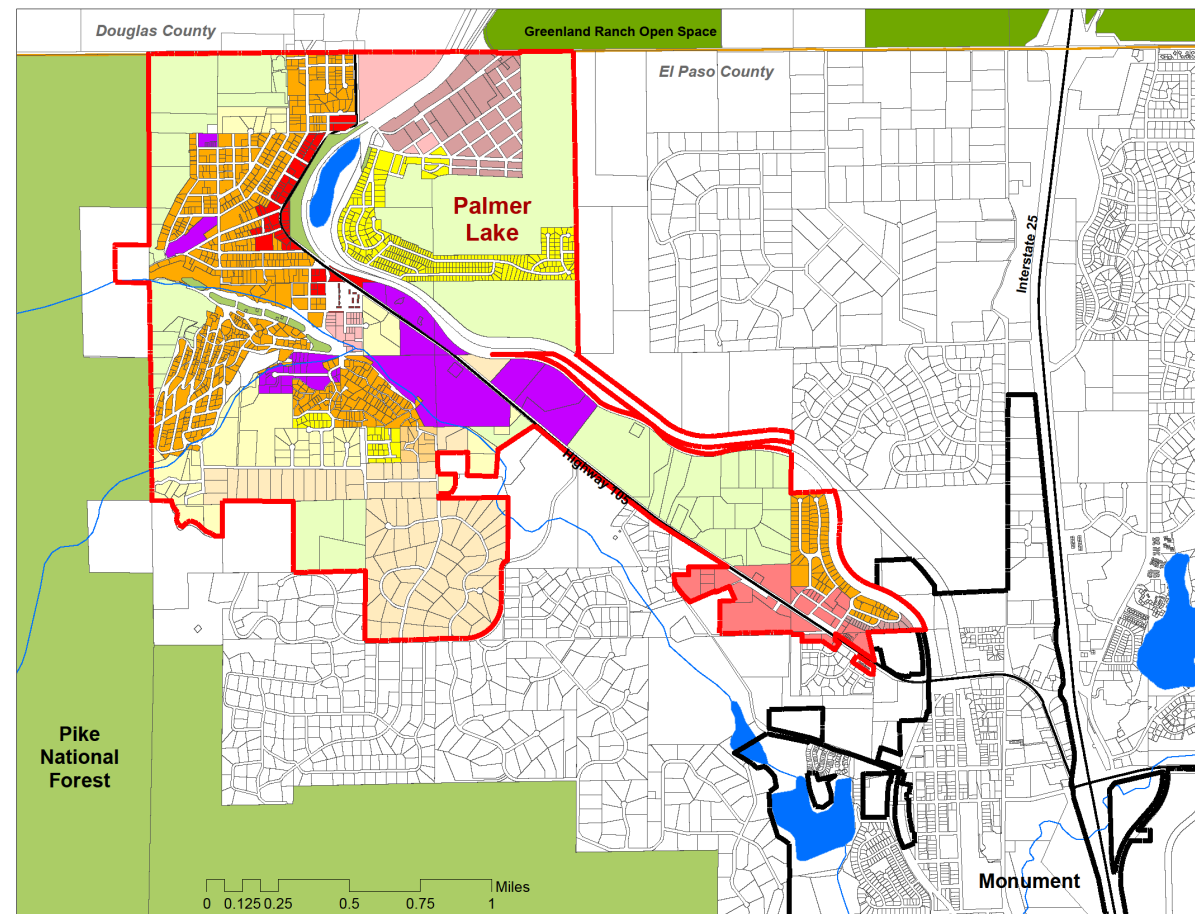 Douglas County
Greenland Ranch Open Space
El Paso County
Palmer
Lake
Interstate 25
Highway 105
Pike
National
Forest
Monument
Miles
0 0.125 0.25 0.5 0.75 1